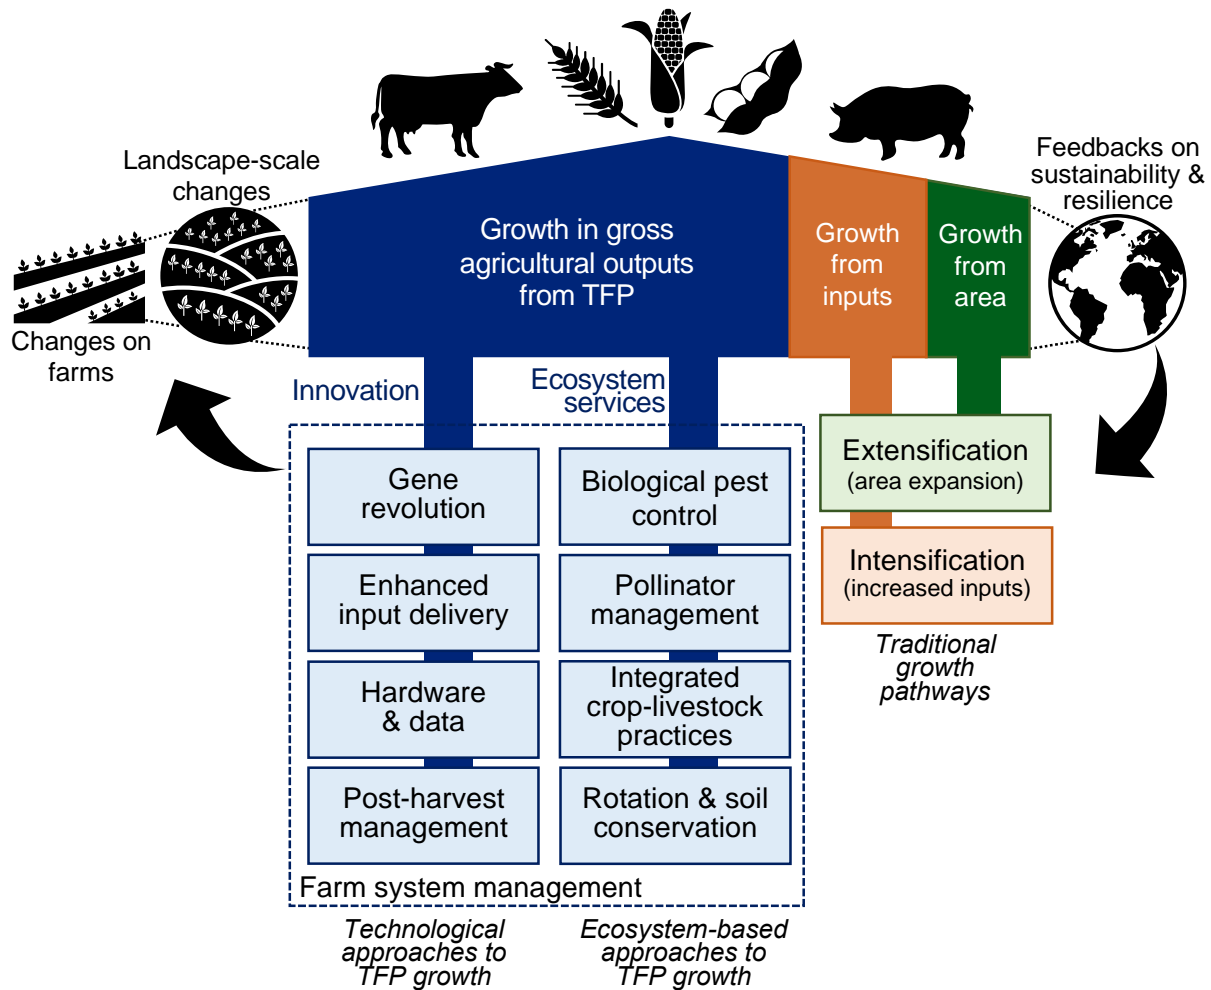 Landscape-scale
changes
Changes on
farms
Growth in gross
agricultural outputs
from TFP
Growth
from
inputs
Growth
from
area
Feedbacks on
sustainability &
resilience
Innovation
Ecosystem
services
Gene
revolution
Enhanced
input delivery
Hardware
& data
Post-harvest
management
Biological pest
control
Pollinator
management
Integrated
crop-livestock
practices
Rotation & soil
conservation
Farm system management
Technological
approaches to
TFP growth
Ecosystem-based
approaches to
TFP growth
Extensification
(area expansion)
Intensification
(increased inputs)
Traditional
growth
pathways